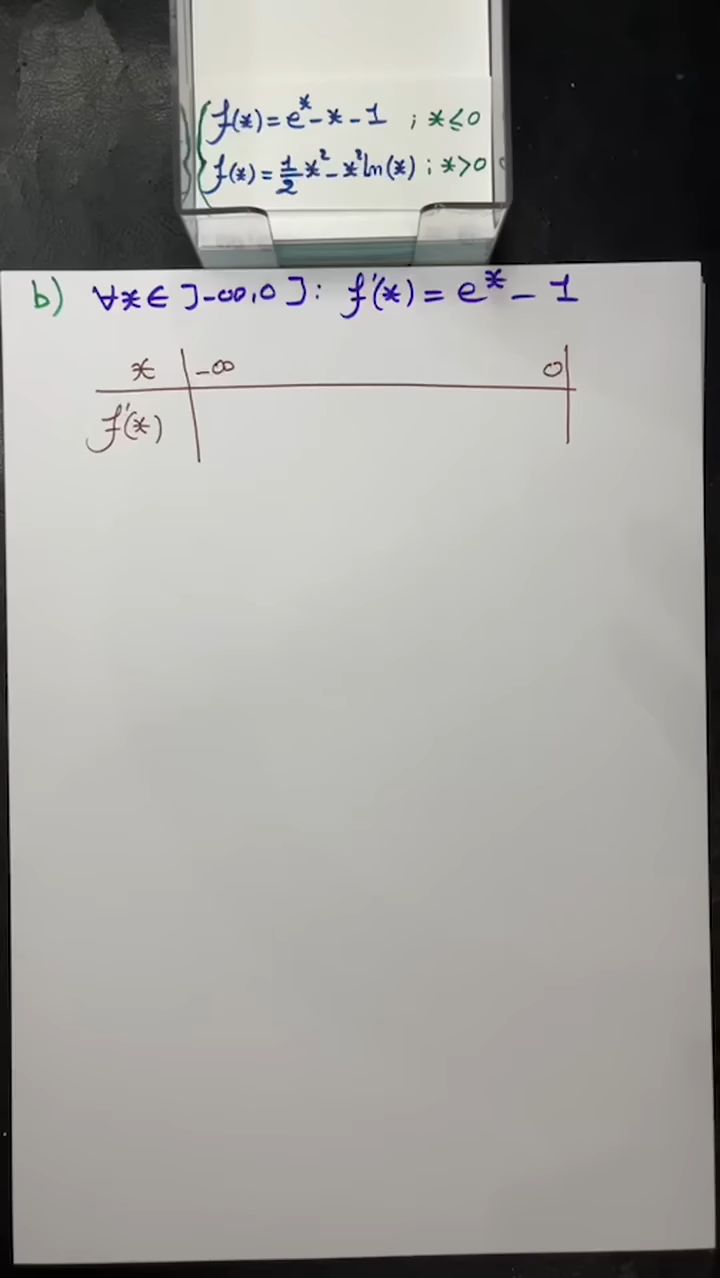 f(x) = e^x - x - 1 ; x ≤ 0
f(x) = 1/2 x² - x² ln(x) ; x > 0
b) ∀x ∈ ]-∞, 0] : f'(x) = e^x - 1
x -∞ 0
f'(x)